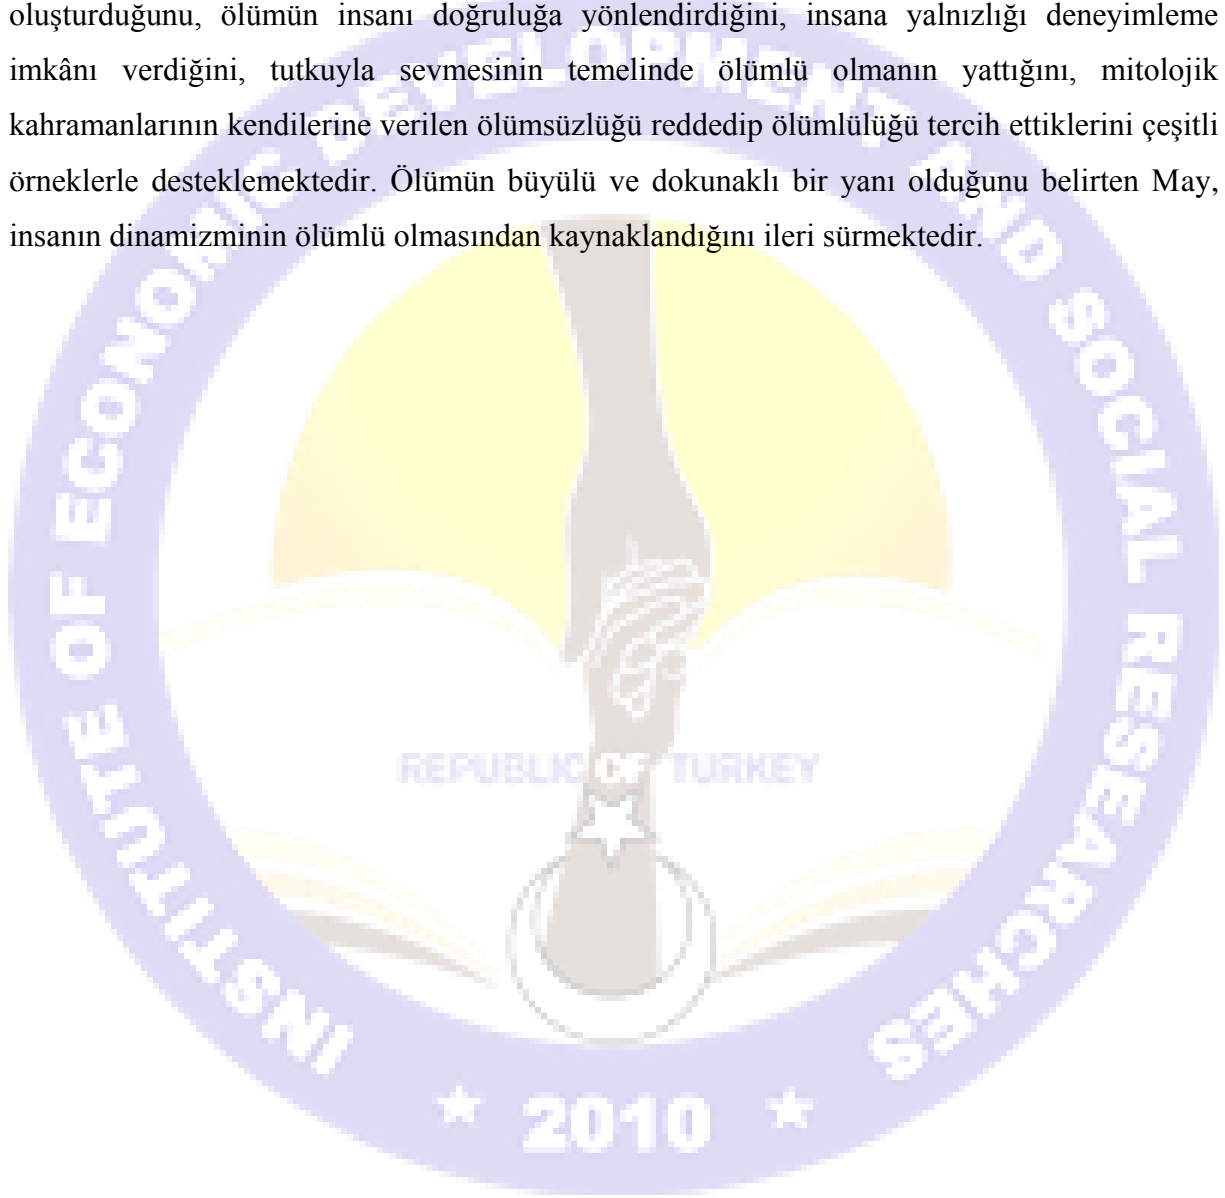 oluşturduğunu, ölümün insanı doğruluğa yönlendirdiğini, insana yalnızlığı deneyimleme
imkânı verdiğini, tutkuyla sevmesinin temelinde ölümlü olmanın yattığını, mitolojik
kahramanlarının kendilerine verilen ölümsüzlüğü reddedip ölümlülüğü tercih ettiklerini çeşitli
örneklerle desteklemektedir. Ölümün büyülü ve dokunaklı bir yanı olduğunu belirten May,
insanın dinamizminin ölümlü olmasından kaynaklandığını ileri sürmektedir.
INSTITUTE OF ECONOMIC DEVELOPMENT AND SOCIAL RESEARCHES
REPUBLIC OF TURKEY
2010